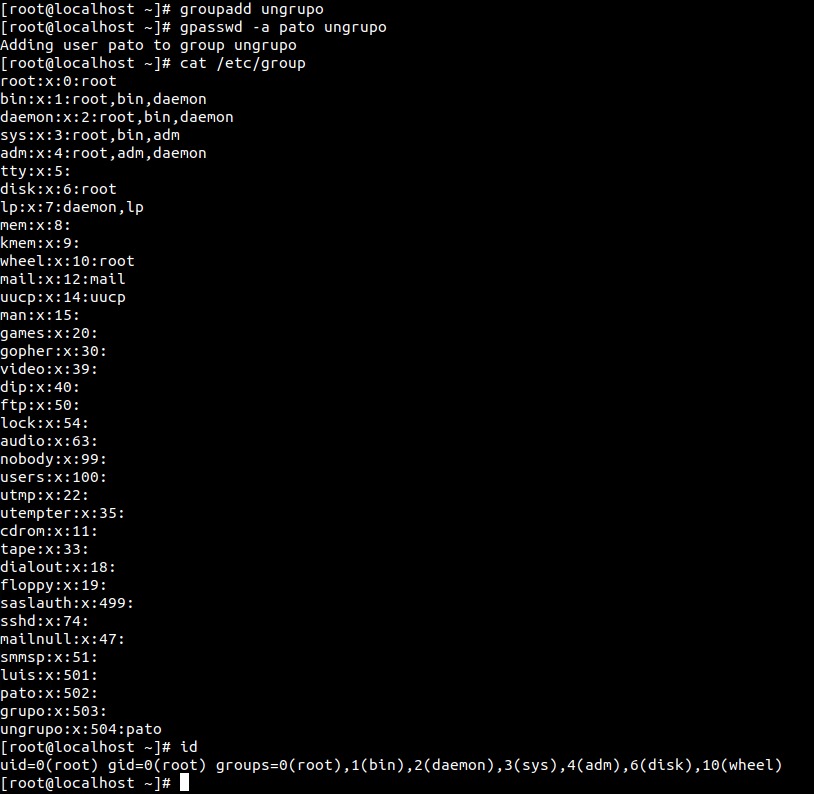 [root@localhost ~]# groupadd ungrupo
[root@localhost ~]# gpasswd -a pato ungrupo
Adding user pato to group ungrupo
[root@localhost ~]# cat /etc/group
root:x:0:root
bin:x:1:root,bin,daemon
daemon:x:2:root,bin,daemon
sys:x:3:root,bin,adm
adm:x:4:root,adm,daemon
tty:x:5:
disk:x:6:root
lp:x:7:daemon,lp
mem:x:8:
kmem:x:9:
wheel:x:10:root
mail:x:12:mail
uucp:x:14:uucp
man:x:15:
games:x:20:
gopher:x:30:
video:x:39:
dip:x:40:
ftp:x:50:
lock:x:54:
audio:x:63:
nobody:x:99:
users:x:100:
utmp:x:22:
utempter:x:35:
cdrom:x:11:
tape:x:33:
dialout:x:18:
floppy:x:19:
saslauth:x:499:
sshd:x:74:
mailnull:x:47:
smmsp:x:51:
luis:x:501:
pato:x:502:
grupo:x:503:
ungrupo:x:504:pato
[root@localhost ~]# id
uid=0(root) gid=0(root) groups=0(root),1(bin),2(daemon),3(sys),4(adm),6(disk),10(wheel)
[root@localhost ~]#